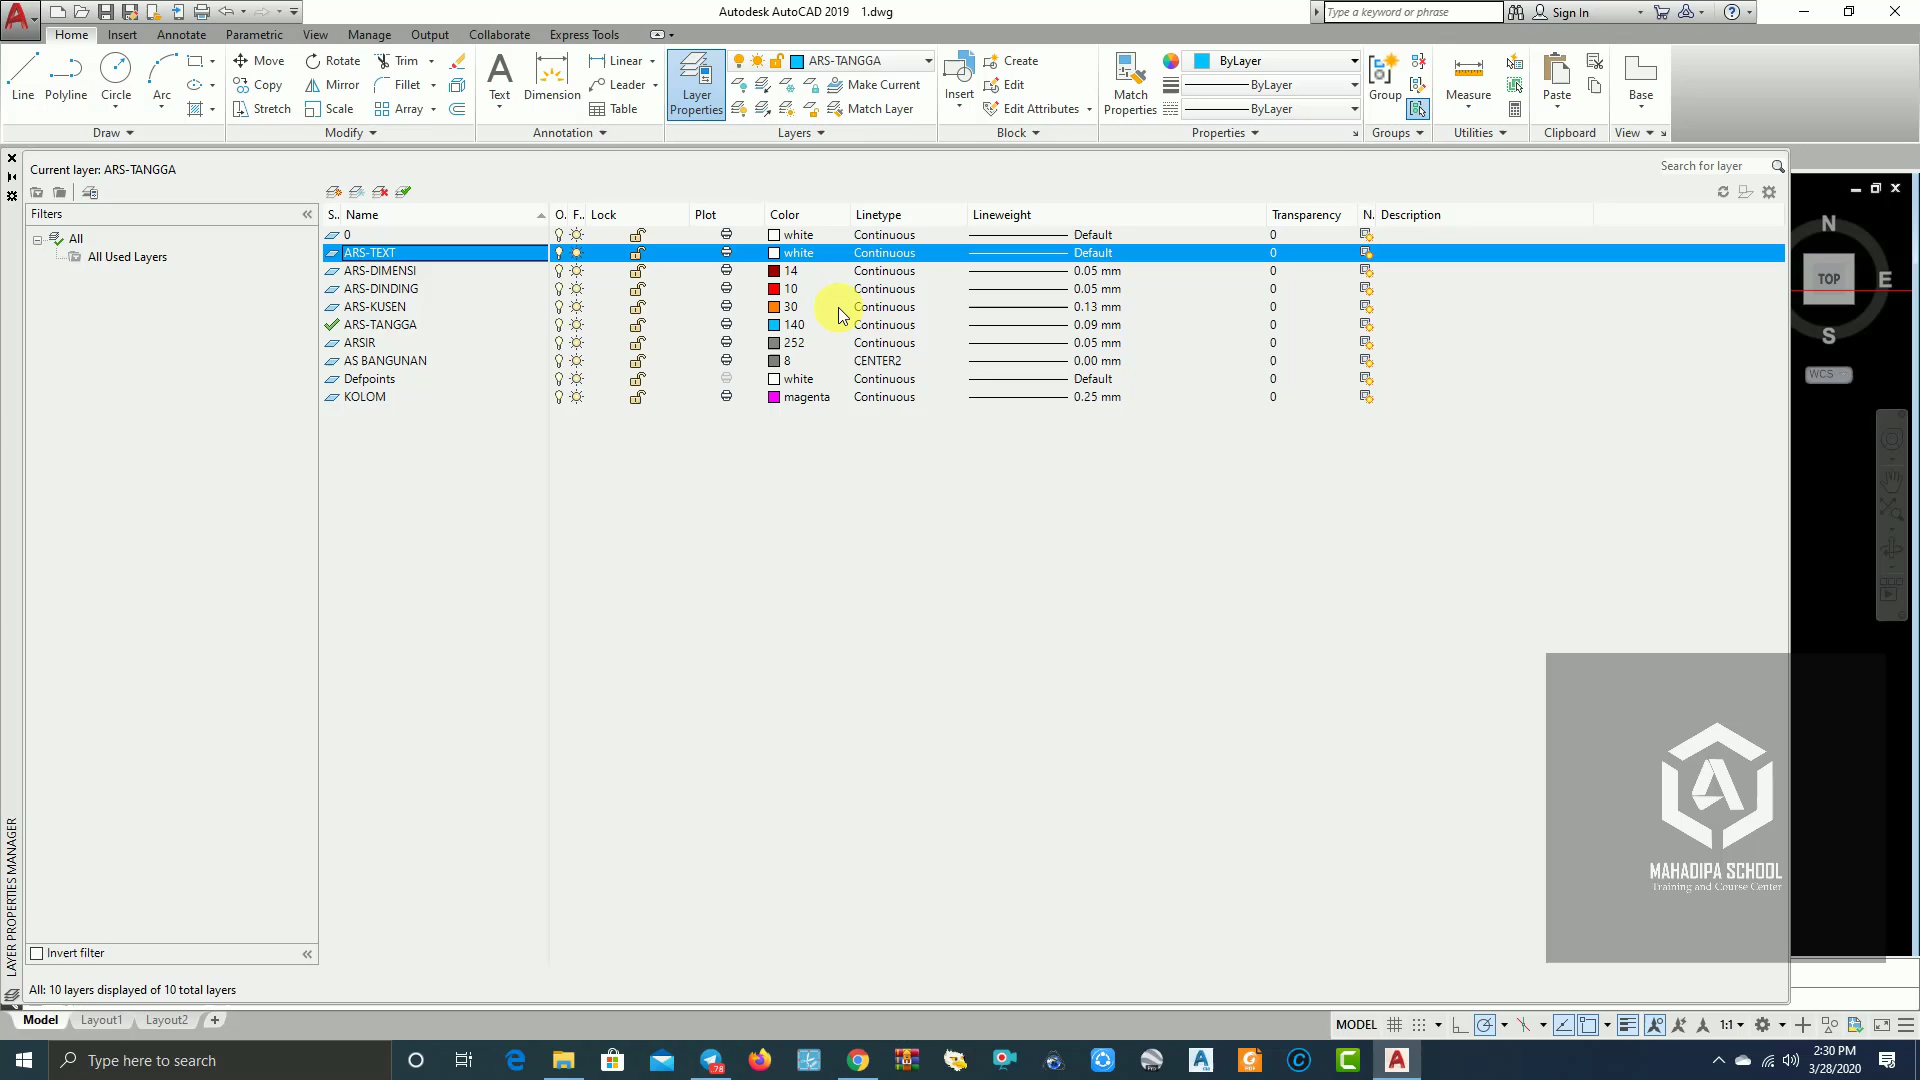 Autodesk AutoCAD 2019 1.dwg
Type a keyword or phrase
Sign In
Home Insert Annotate Parametric View Manage Output Collaborate Express Tools
Line Polyline Circle Arc
Move Rotate Trim
Copy Mirror Fillet
Stretch Scale Array
Text Dimension
Linear
Leader
Table
Layer Properties
ARS-TANGGA
Make Current
Match Layer
Insert
Create
Edit
Edit Attributes
Match Properties
ByLayer
ByLayer
ByLayer
Group
Measure
Paste
Base
Draw Modify Annotation Layers Block Properties Groups Utilities Clipboard View
Current layer: ARS-TANGGA
Search for layer
Filters
All
All Used Layers
S.. Name O. F.. Lock Plot Color Linetype Lineweight Transparency N. Description
0 white Continuous Default 0
ARS-TEXT white Continuous Default 0
ARS-DIMENSI 14 Continuous 0.05 mm 0
ARS-DINDING 10 Continuous 0.05 mm 0
ARS-KUSEN 30 Continuous 0.13 mm 0
ARS-TANGGA 140 Continuous 0.09 mm 0
ARSIR 252 Continuous 0.05 mm 0
AS BANGUNAN 8 CENTER2 0.00 mm 0
Defpoints white Continuous Default 0
KOLOM magenta Continuous 0.25 mm 0
N
TOP
E
S
WCS
MAHADIPA SCHOOL
Training and Course Center
LAYER PROPERTIES MANAGER
Invert filter
All: 10 layers displayed of 10 total layers
Model Layout1 Layout2 +
MODEL 1:1
Type here to search
78
2:30 PM
3/28/2020